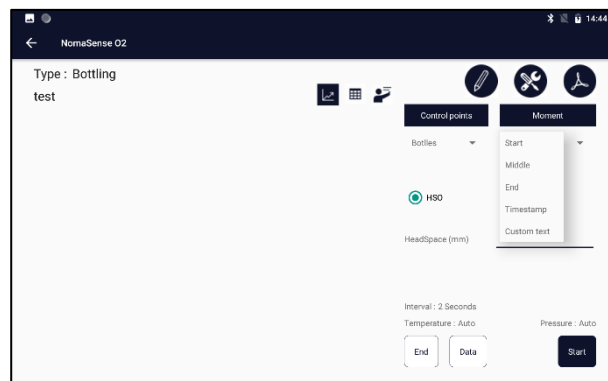 14:44
NomaSense O2
Type : Bottling
test
Control points
Moment
Botlles
Start
Middle
End
Timestamp
Custom text
HSO
HeadSpace (mm)
Interval : 2 Seconds
Temperature : Auto
Pressure : Auto
End
Data
Start